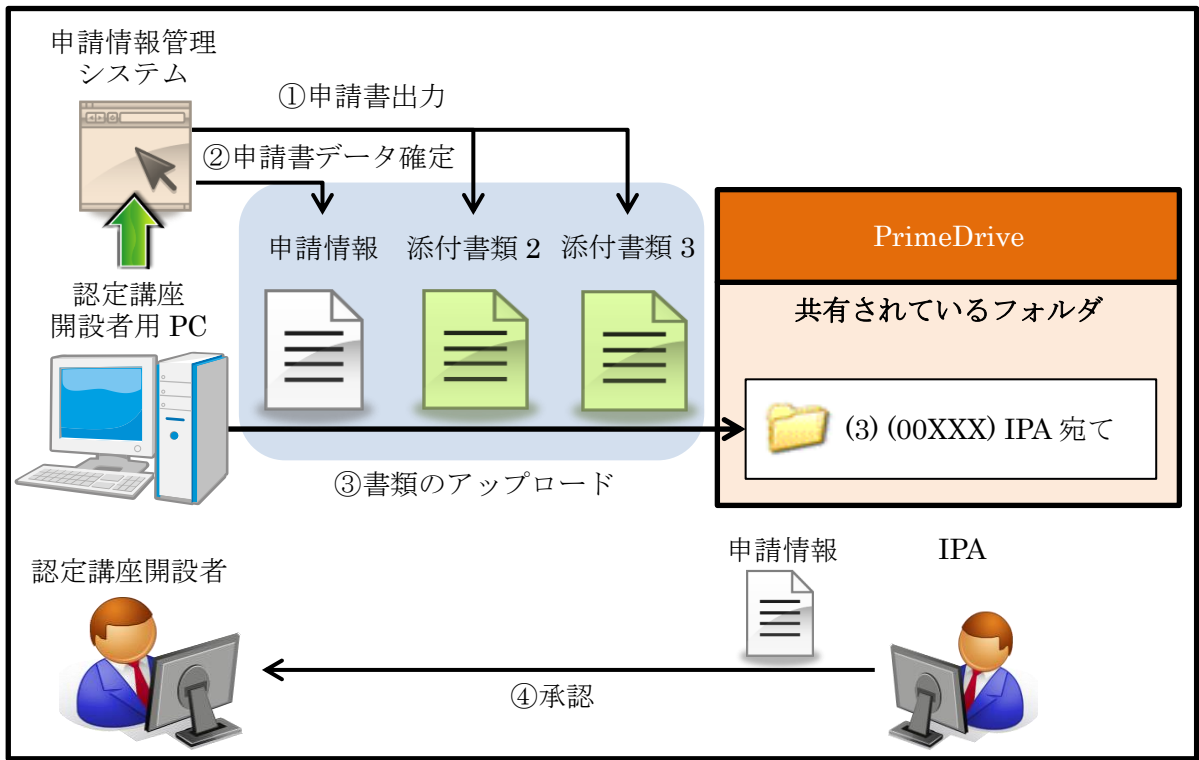 申請情報管理
システム
①申請書出力
②申請書データ確定
申請情報
添付書類 2
添付書類 3
PrimeDrive
認定講座
開設者用 PC
共有されているフォルダ
(3) (00XXX) IPA 宛て
③書類のアップロード
認定講座開設者
申請情報
IPA
④承認